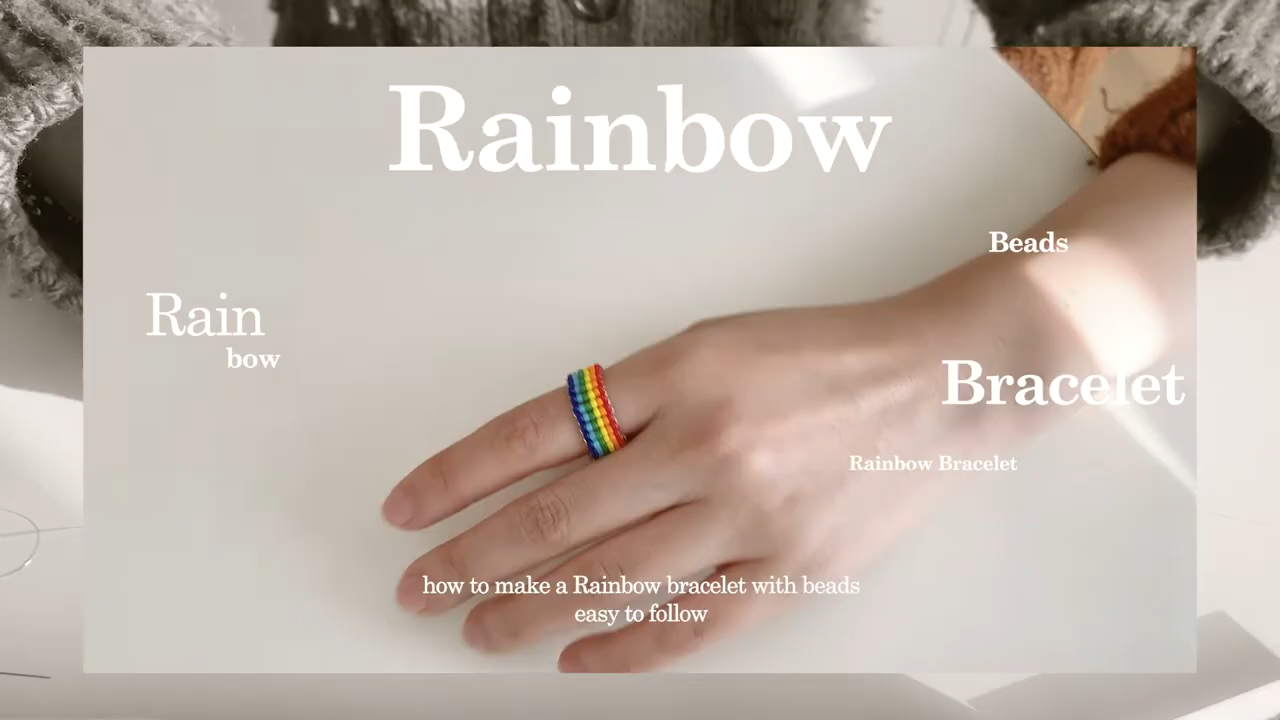 Rainbow
Beads
Rain
bow
Bracelet
Rainbow Bracelet
how to make a Rainbow bracelet with beads
easy to follow